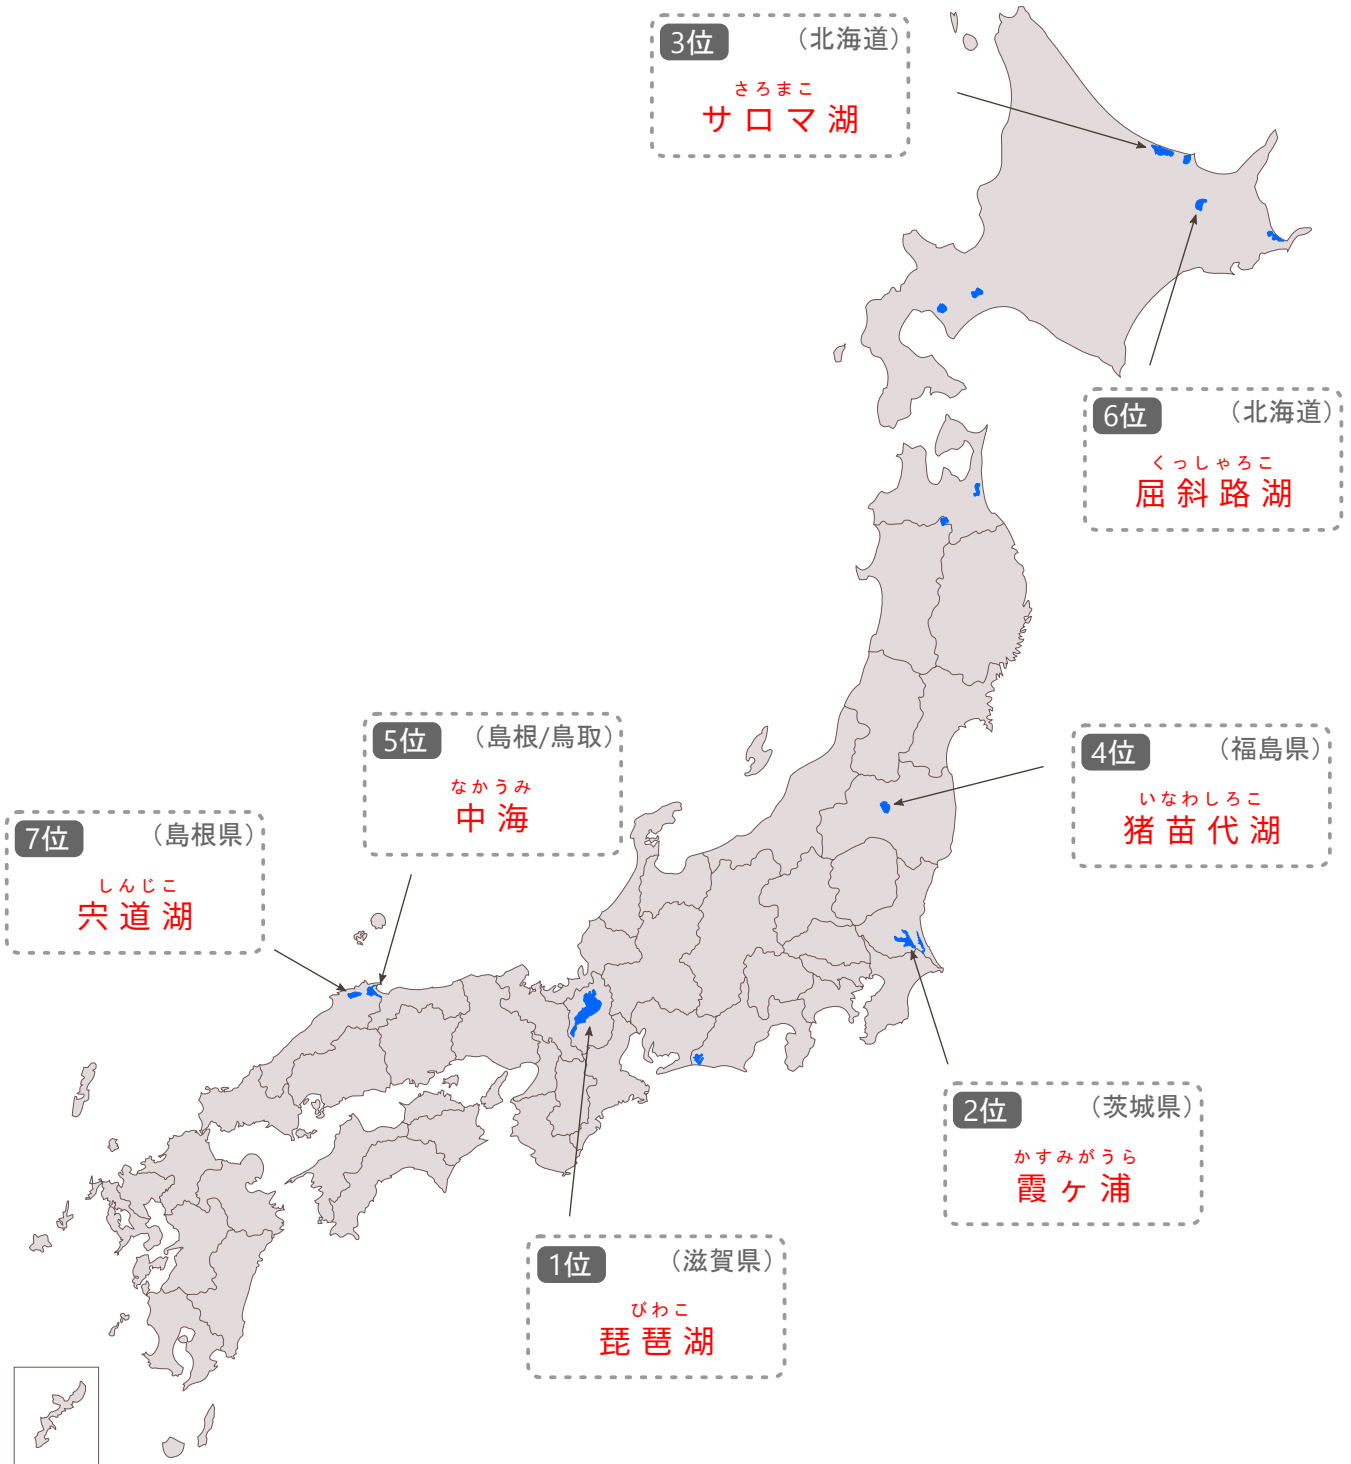 3位 （北海道）
さろまこ
サロマ湖
6位 （北海道）
くっしゃろこ
屈斜路湖
5位 （島根/鳥取）
なかうみ
中海
4位 （福島県）
いなわしろこ
猪苗代湖
7位 （島根県）
しんじこ
宍道湖
2位 （茨城県）
かすみがうら
霞ヶ浦
1位 （滋賀県）
びわこ
琵琶湖